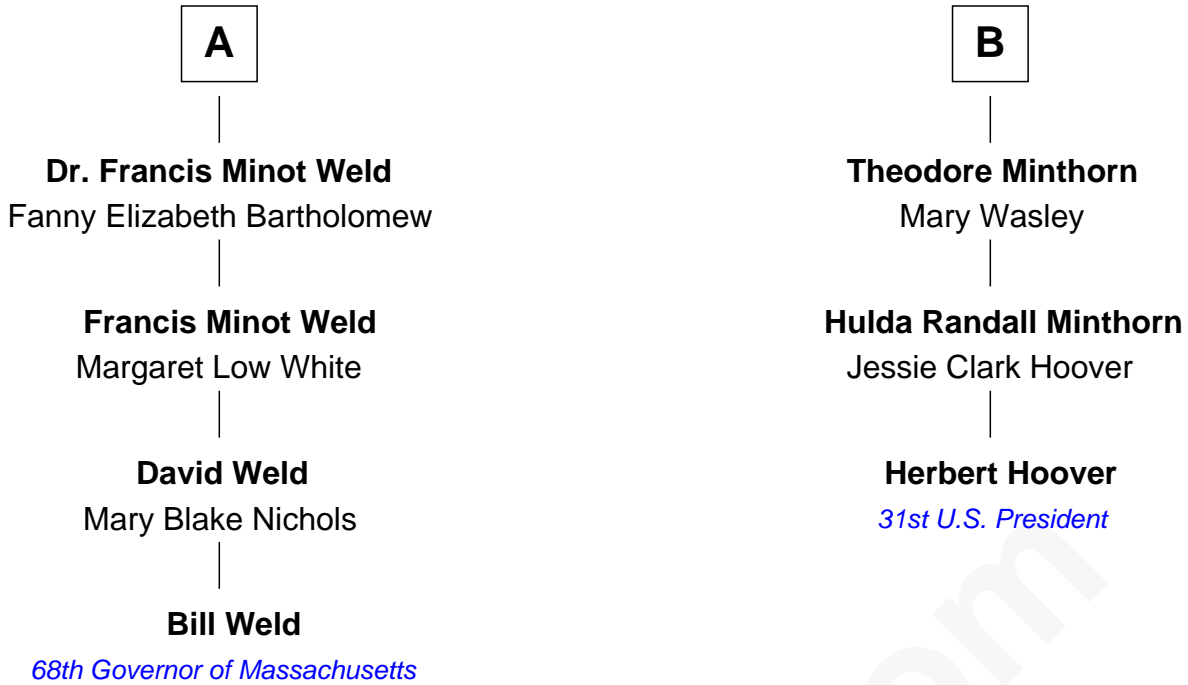 A
Dr. Francis Minot Weld
Fanny Elizabeth Bartholomew
Francis Minot Weld
Margaret Low White
David Weld
Mary Blake Nichols
Bill Weld
68th Governor of Massachusetts
B
Theodore Minthorn
Mary Wasley
Hulda Randall Minthorn
Jessie Clark Hoover
Herbert Hoover
31st U.S. President
om